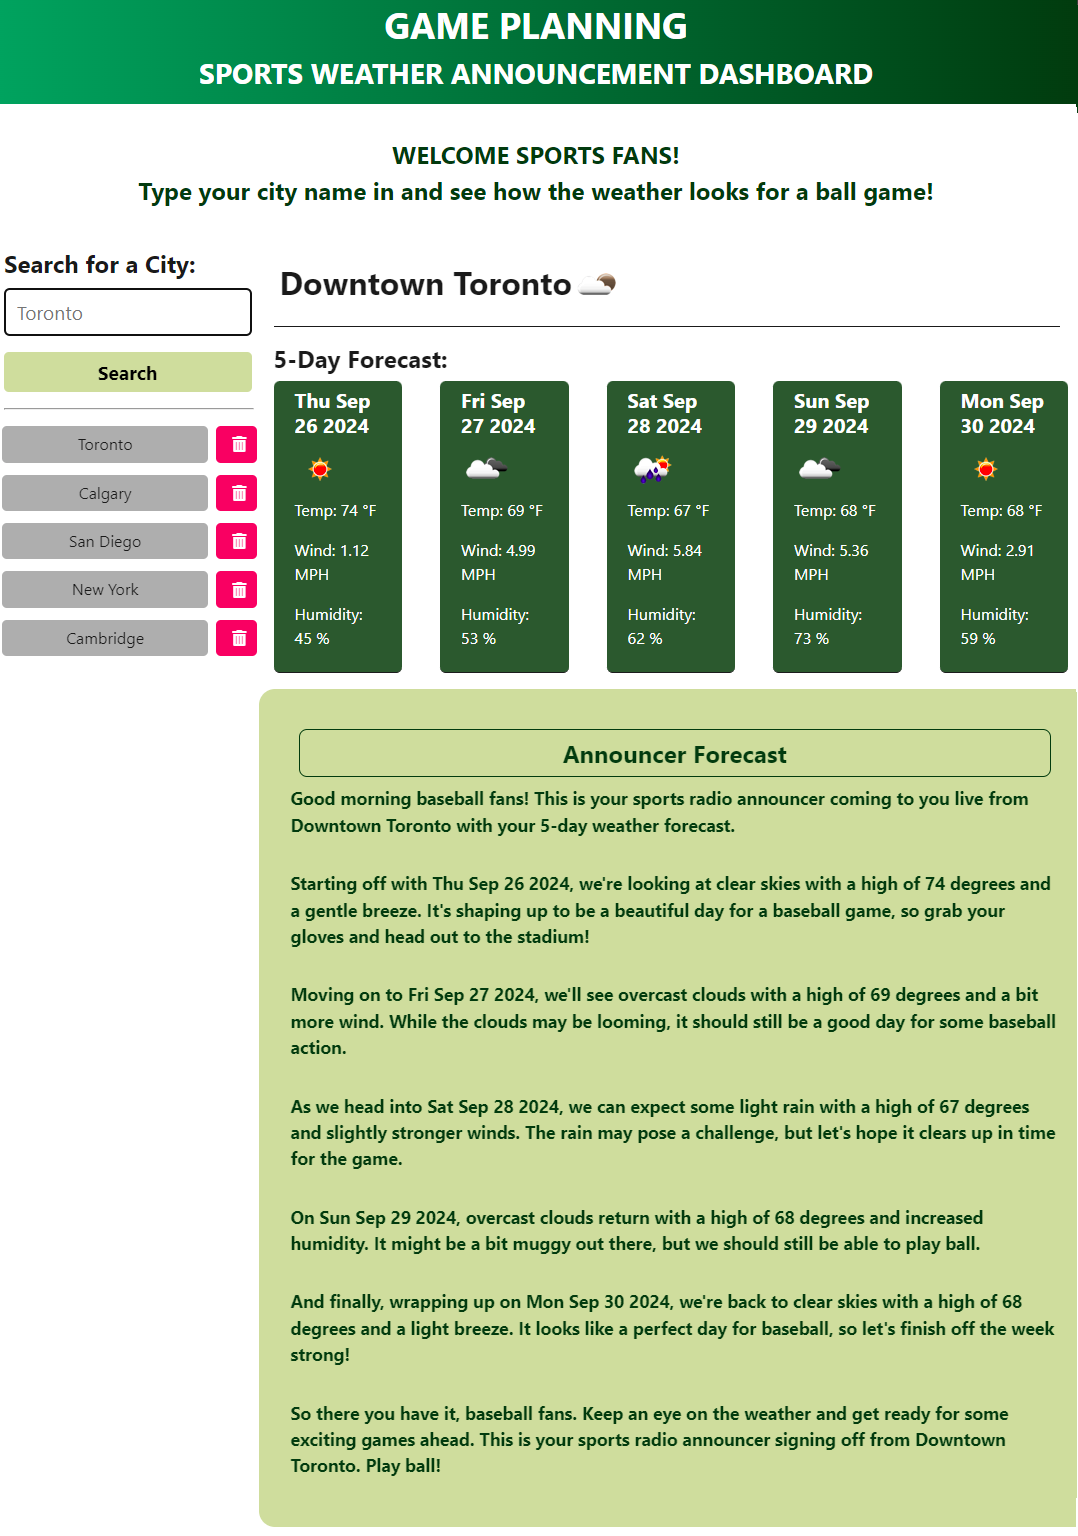 GAME PLANNING
SPORTS WEATHER ANNOUNCEMENT DASHBOARD
WELCOME SPORTS FANS!
Type your city name in and see how the weather looks for a ball game!
Search for a City:
Toronto
Search
Toronto
Calgary
San Diego
New York
Cambridge
Downtown Toronto
5-Day Forecast:
Thu Sep
26 2024
Temp: 74 °F
Wind: 1.12
MPH
Humidity:
45 %
Fri Sep
27 2024
Temp: 69 °F
Wind: 4.99
MPH
Humidity:
53 %
Sat Sep
28 2024
Temp: 67 °F
Wind: 5.84
MPH
Humidity:
62 %
Sun Sep
29 2024
Temp: 68 °F
Wind: 5.36
MPH
Humidity:
73 %
Mon Sep
30 2024
Temp: 68 °F
Wind: 2.91
MPH
Humidity:
59 %
Announcer Forecast
Good morning baseball fans! This is your sports radio announcer coming to you live from
Downtown Toronto with your 5-day weather forecast.
Starting off with Thu Sep 26 2024, we're looking at clear skies with a high of 74 degrees and
a gentle breeze. It's shaping up to be a beautiful day for a baseball game, so grab your
gloves and head out to the stadium!
Moving on to Fri Sep 27 2024, we'll see overcast clouds with a high of 69 degrees and a bit
more wind. While the clouds may be looming, it should still be a good day for some baseball
action.
As we head into Sat Sep 28 2024, we can expect some light rain with a high of 67 degrees
and slightly stronger winds. The rain may pose a challenge, but let's hope it clears up in time
for the game.
On Sun Sep 29 2024, overcast clouds return with a high of 68 degrees and increased
humidity. It might be a bit muggy out there, but we should still be able to play ball.
And finally, wrapping up on Mon Sep 30 2024, we're back to clear skies with a high of 68
degrees and a light breeze. It looks like a perfect day for baseball, so let's finish off the week
strong!
So there you have it, baseball fans. Keep an eye on the weather and get ready for some
exciting games ahead. This is your sports radio announcer signing off from Downtown
Toronto. Play ball!